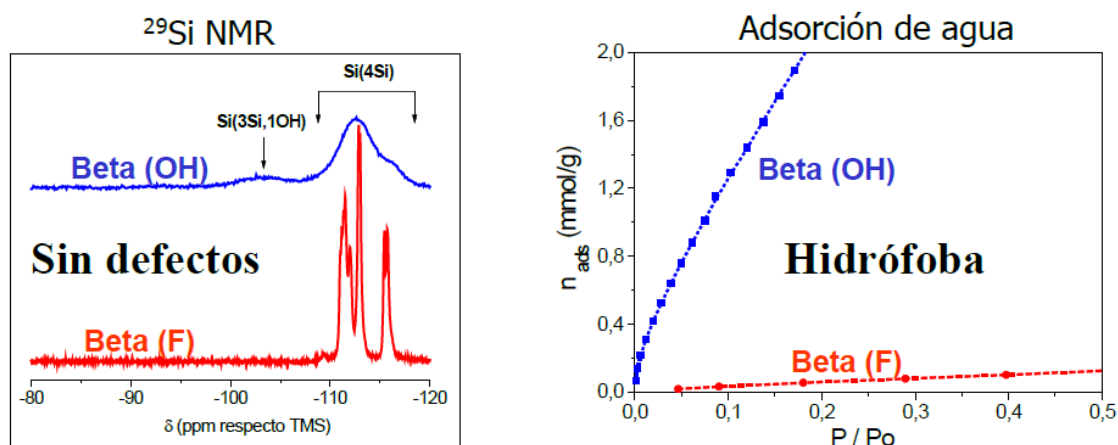 ²⁹Si NMR
Si(4Si)
Si(3Si,1OH)
Beta (OH)
Sin defectos
Beta (F)
-80 -90 -100 -110 -120
δ (ppm respecto TMS)
Adsorción de agua
2,0
1,6
1,2
0,8
0,4
0,0
n ads (mmol/g)
Beta (OH)
Hidrófoba
Beta (F)
0,0 0,1 0,2 0,3 0,4 0,5
P / Po